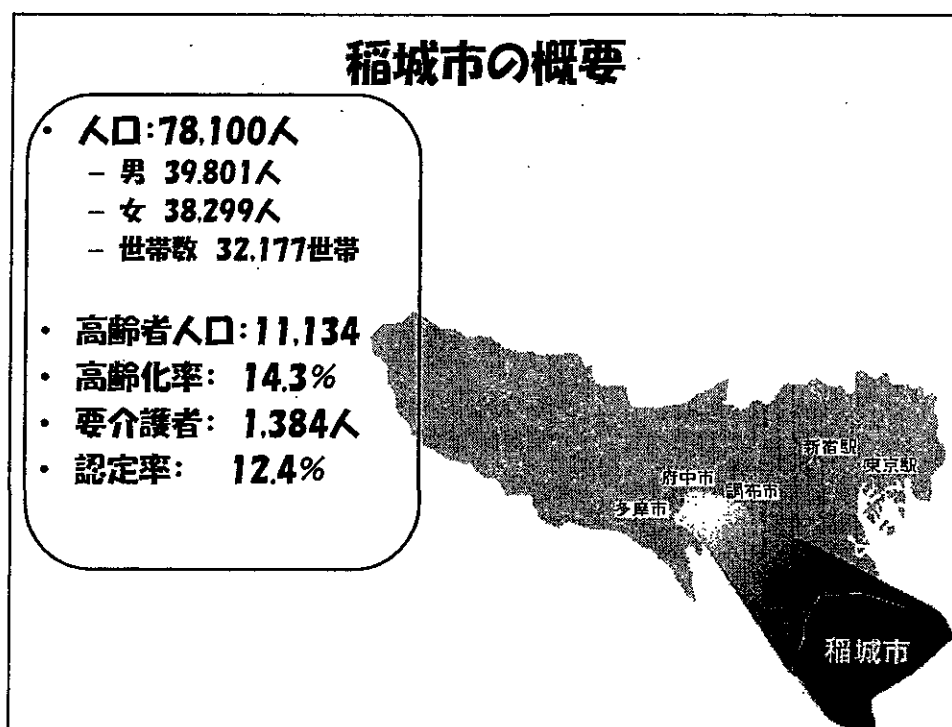 稲城市の概要
・ 人口:78,100人
– 男 39,801人
– 女 38,299人
– 世帯数 32,177世帯
・ 高齢者人口:11,134
・ 高齢化率: 14.3%
・ 要介護者: 1,384人
・ 認定率: 12.4%
新宿駅
東京駅
府中市
調布市
多摩市
稲城市